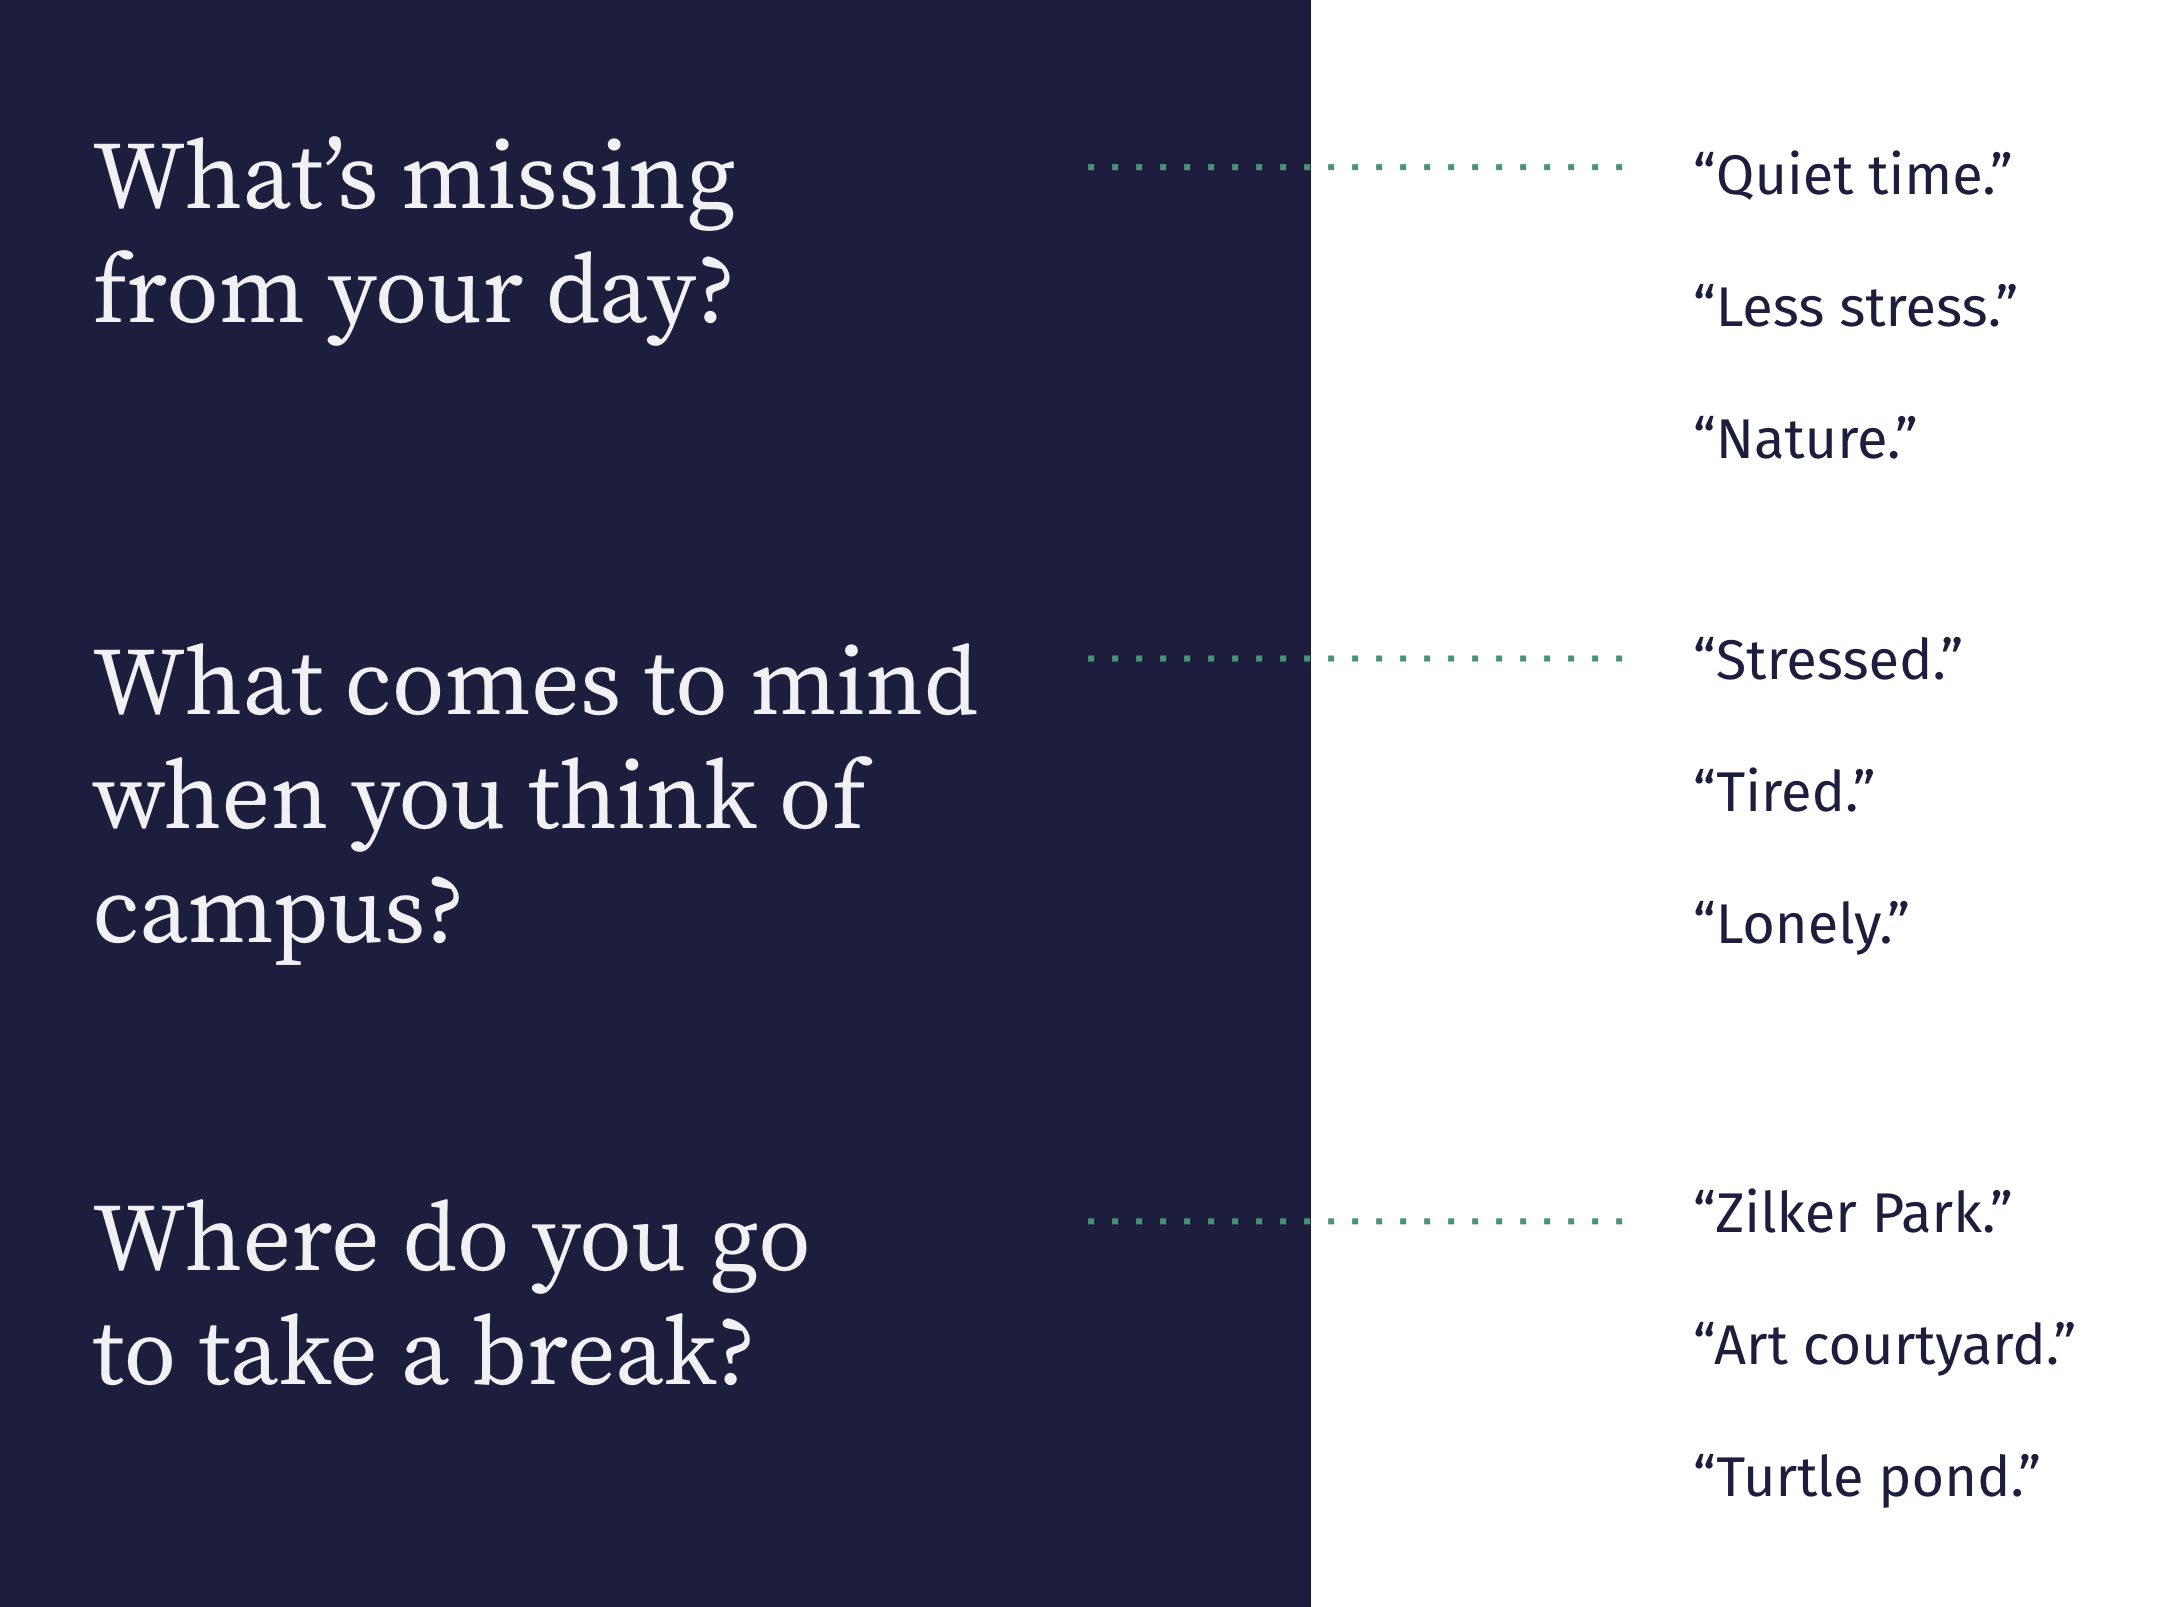 What’s missing
from your day?
“Quiet time.”
“Less stress.”
“Nature.”
What comes to mind
when you think of
campus?
“Stressed.”
“Tired.”
“Lonely.”
Where do you go
to take a break?
“Zilker Park.”
“Art courtyard.”
“Turtle pond.”